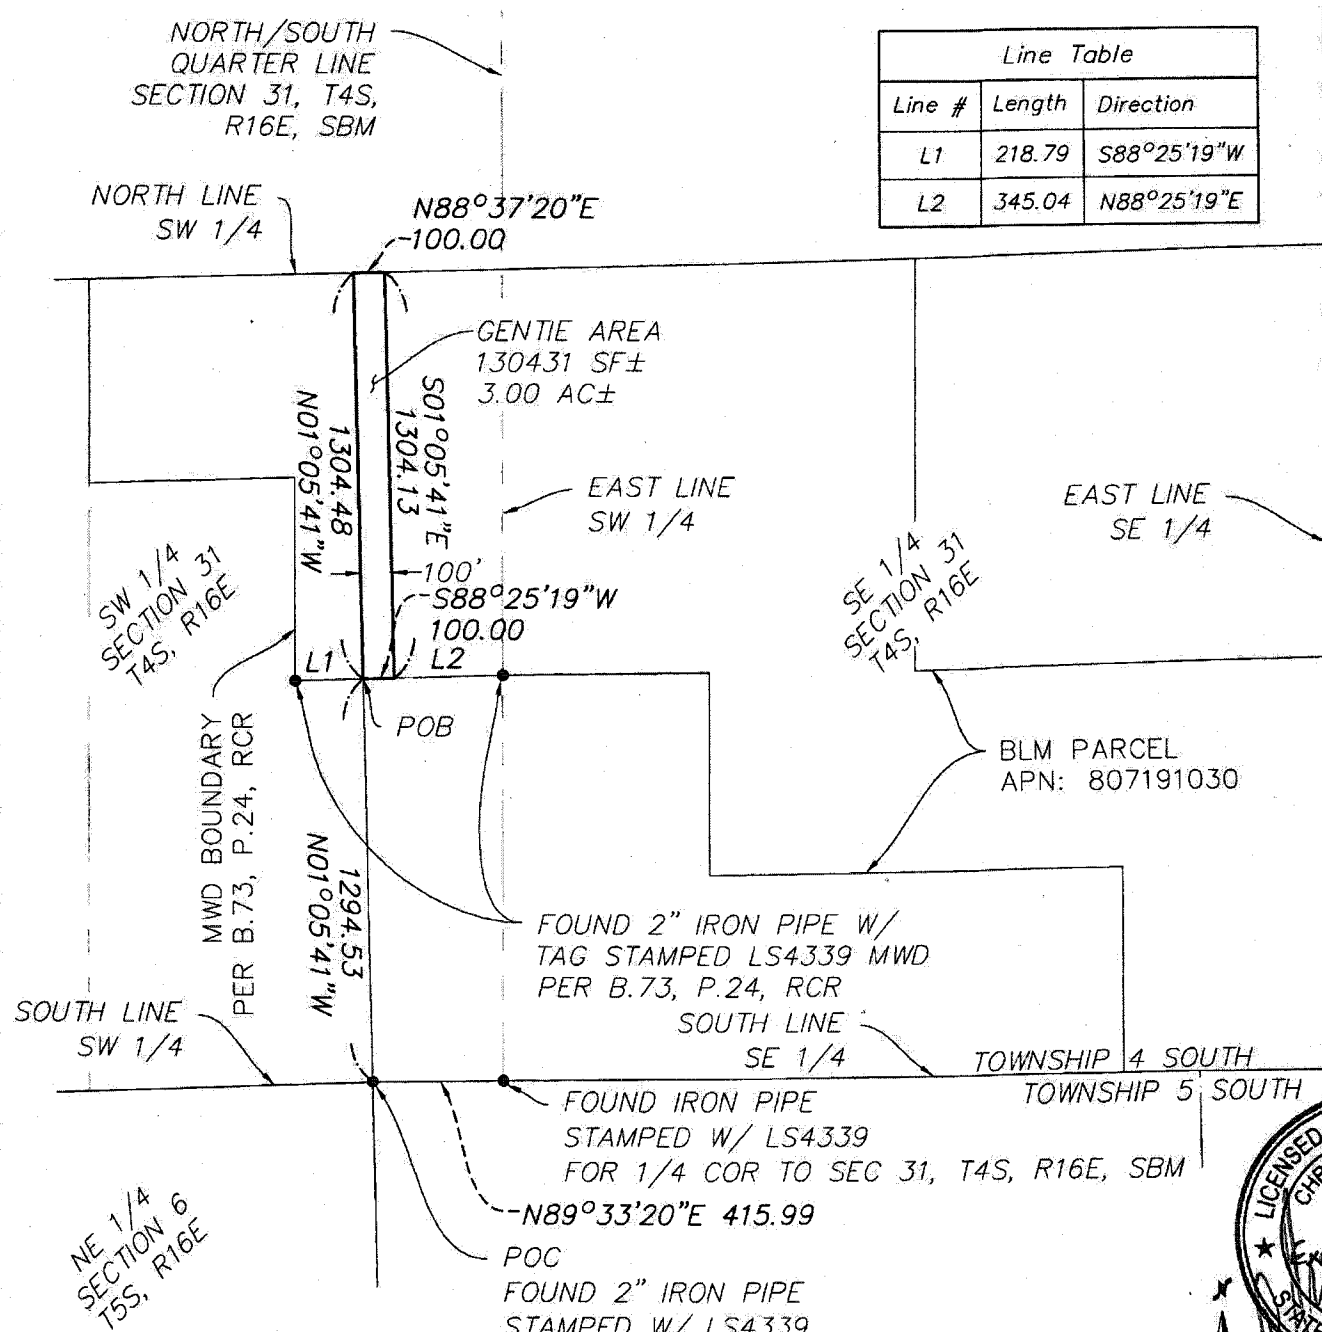 NORTH/SOUTH
QUARTER LINE
SECTION 31, T4S,
R16E, SBM
Line Table
Line # Length Direction
L1 218.79 S88°25'19"W
L2 345.04 N88°25'19"E
NORTH LINE
SW 1/4
N88°37'20"E
100.00
GENTIE AREA
130431 SF±
3.00 AC±
S01°05'41"E
1304.13
1304.48
N01°05'41"W
EAST LINE
SW 1/4
EAST LINE
SE 1/4
SW 1/4
SECTION 31
T4S, R16E
SE 1/4
SECTION 31
T4S, R16E
100'
S88°25'19"W
100.00
L1
L2
POB
MWD BOUNDARY
PER B.73, P.24, RCR
BLM PARCEL
APN: 807191030
1294.53
N01°05'41"W
FOUND 2" IRON PIPE W/
TAG STAMPED LS4339 MWD
PER B.73, P.24, RCR
SOUTH LINE
SW 1/4
SOUTH LINE
SE 1/4
TOWNSHIP 4 SOUTH
TOWNSHIP 5 SOUTH
FOUND IRON PIPE
STAMPED W/ LS4339
FOR 1/4 COR TO SEC 31, T4S, R16E, SBM
N89°33'20"E 415.99
NE 1/4
SECTION 6
T5S, R16E
POC
FOUND 2" IRON PIPE
STAMPED W/ LS4339
LICENSED